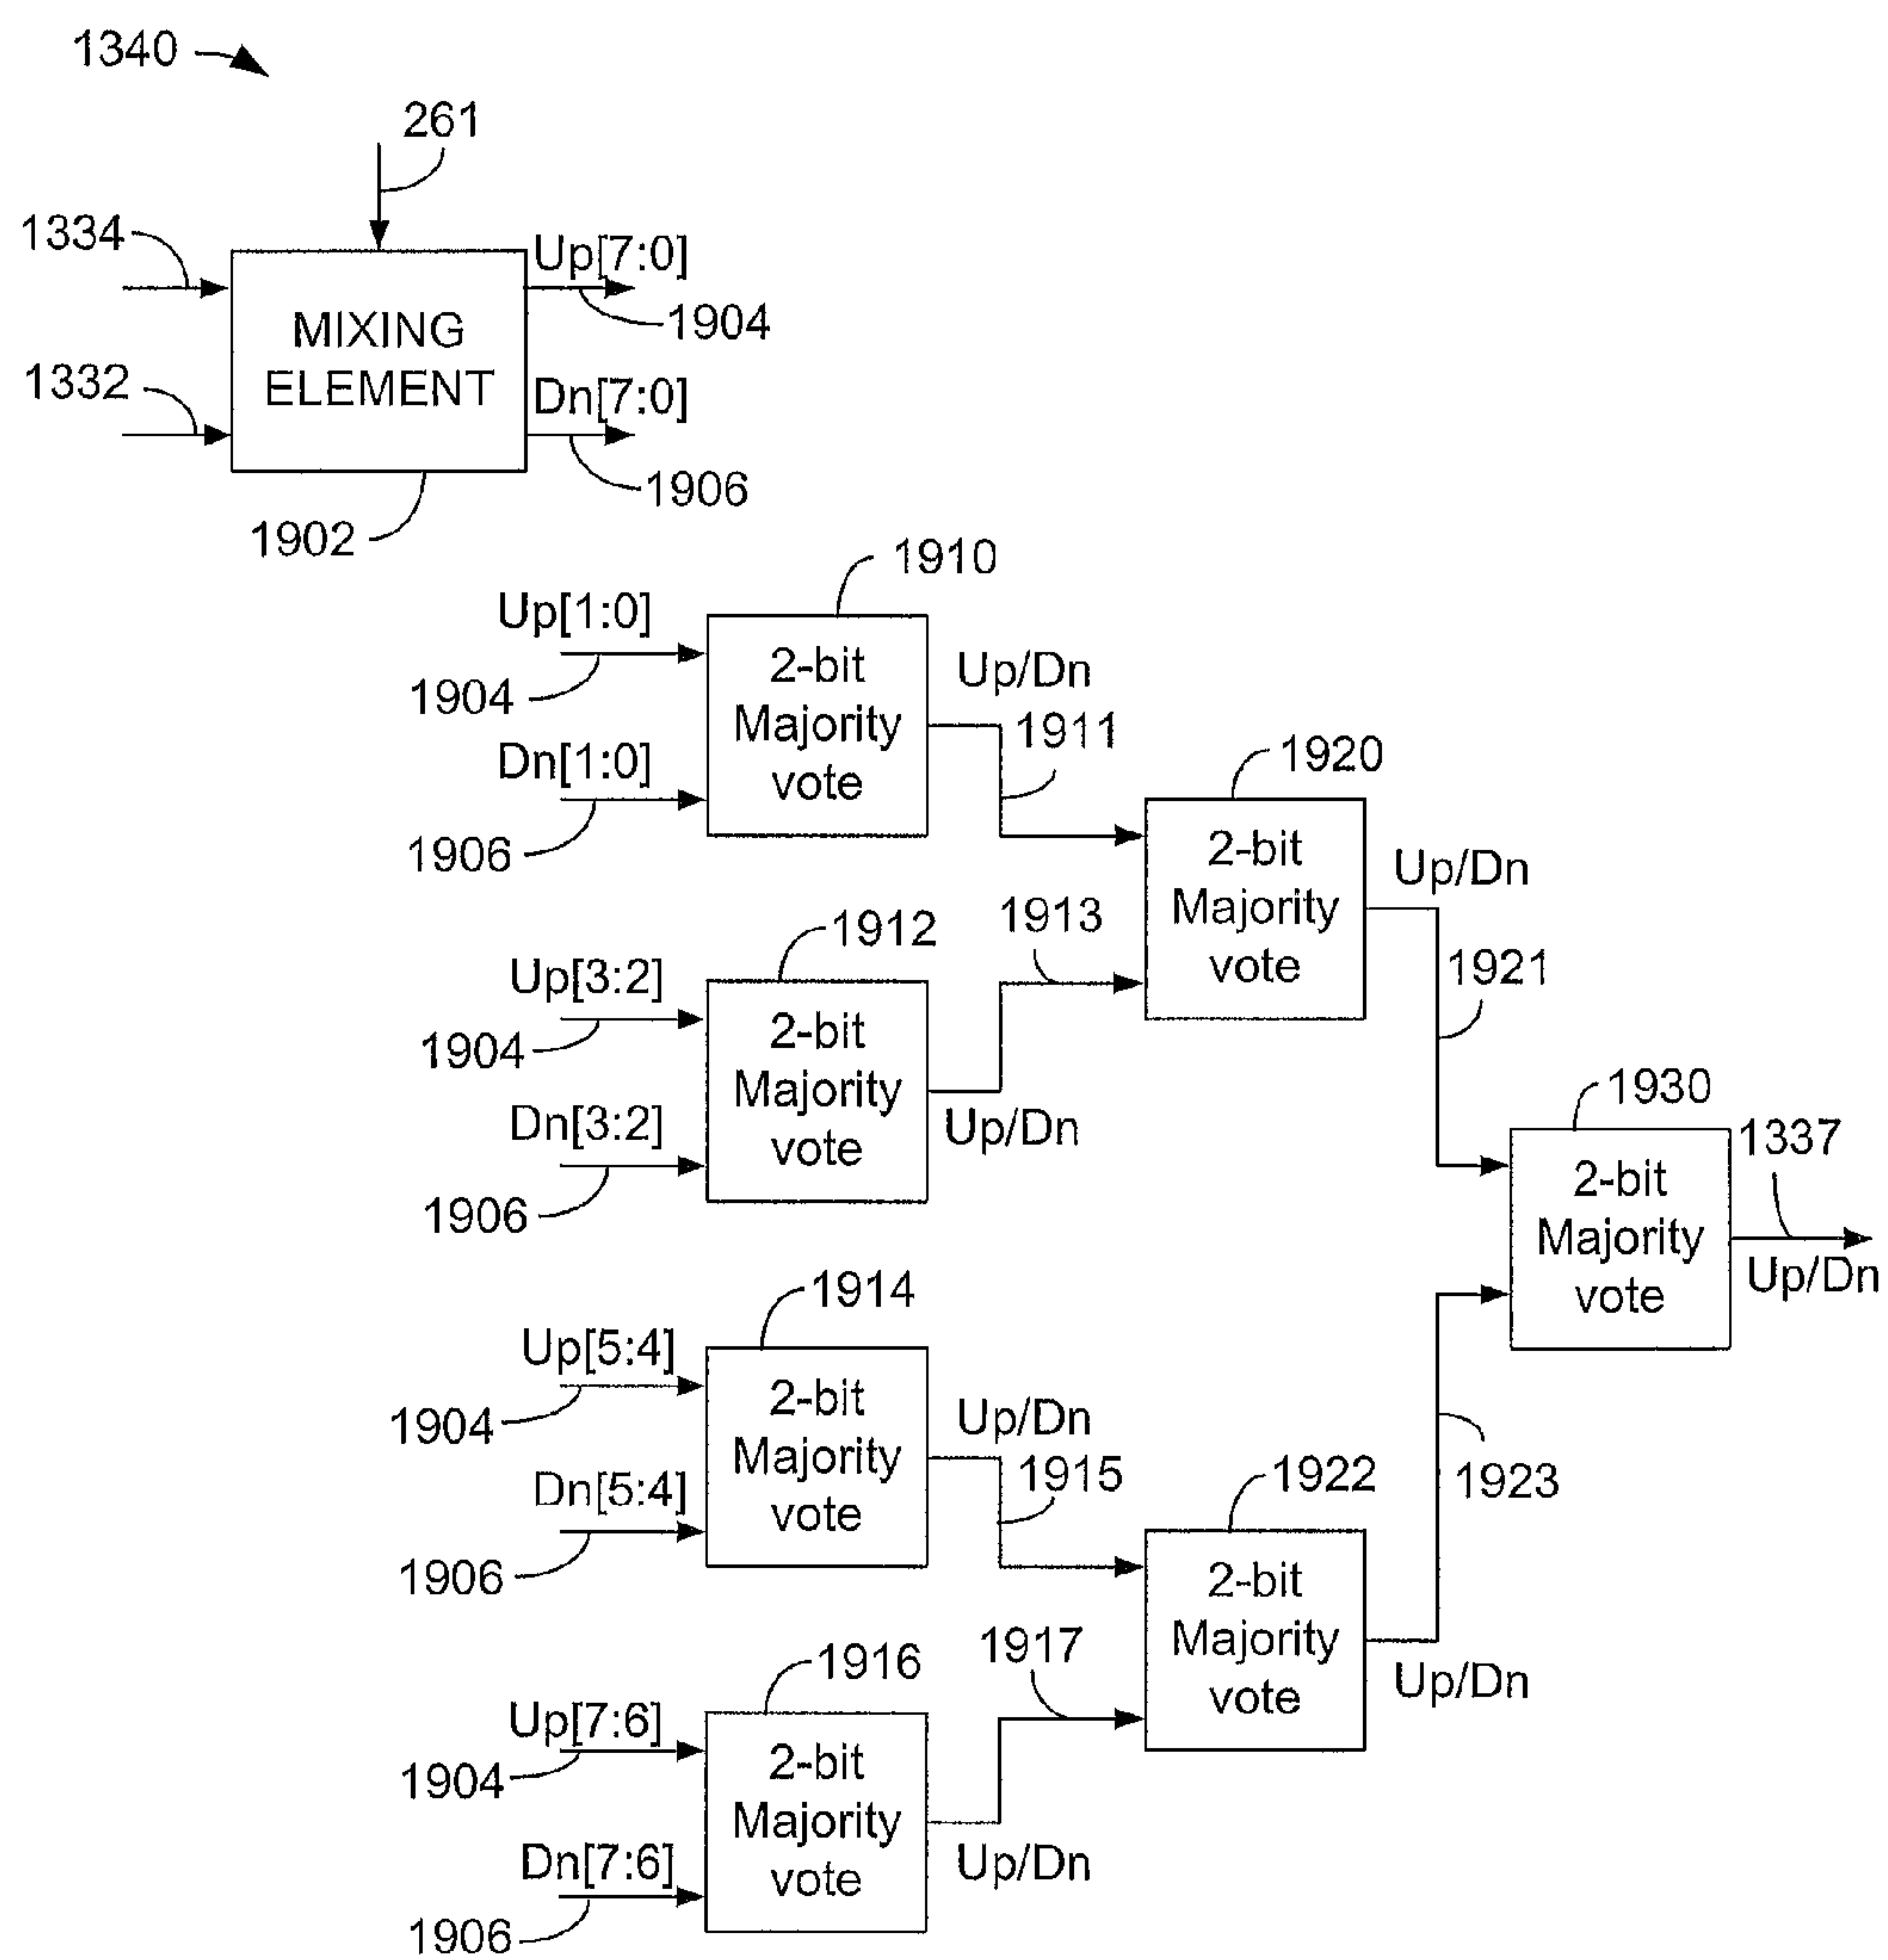 1340
261
1334
Up[7:0]
MIXING
ELEMENT
1904
1332
Dn[7:0]
1906
1902
1910
Up[1:0]
1904
2-bit
Majority
vote
Up/Dn
1911
Dn[1:0]
1906
1920
2-bit
Majority
vote
Up/Dn
1921
1912
1913
Up[3:2]
1904
2-bit
Majority
vote
Up/Dn
Dn[3:2]
1906
1930
2-bit
Majority
vote
1337
Up/Dn
1914
Up[5:4]
1904
2-bit
Majority
vote
Up/Dn
1915
Dn[5:4]
1906
1922
2-bit
Majority
vote
1923
Up/Dn
1916
1917
Up[7:6]
1904
2-bit
Majority
vote
Up/Dn
Dn[7:6]
1906